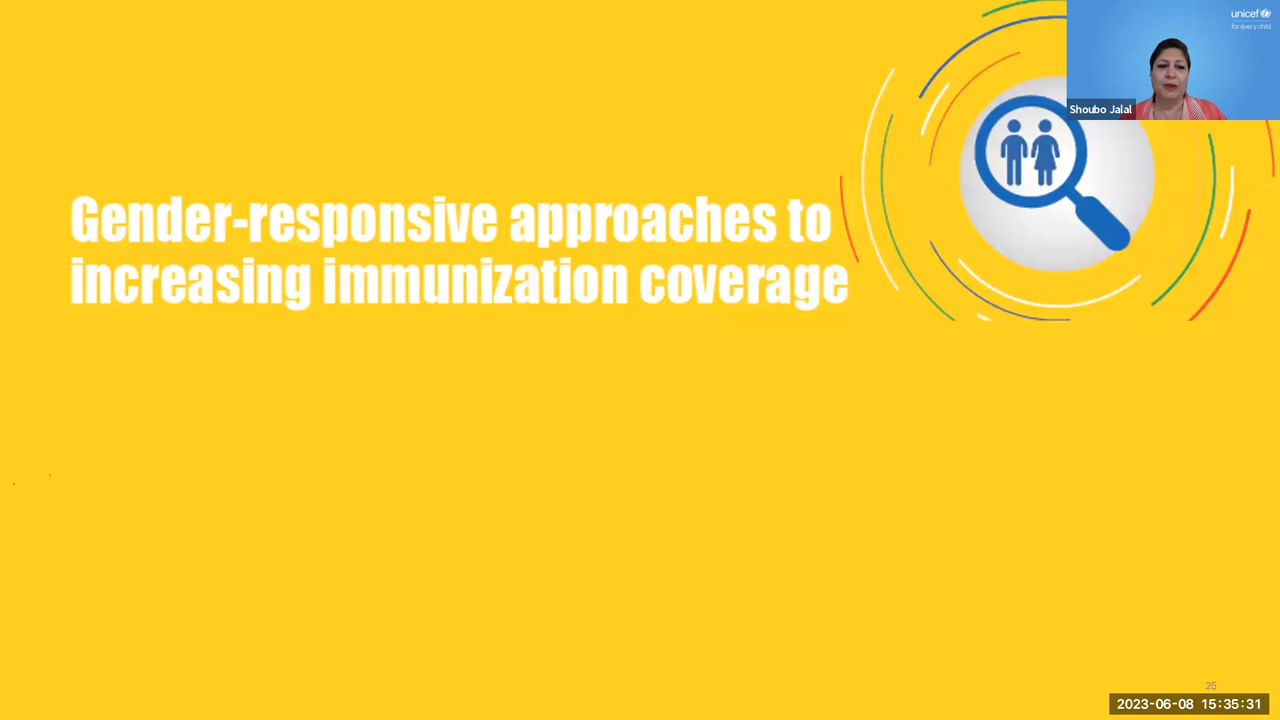 unicef
for every child
Shoubo Jalal
Gender-responsive approaches to
increasing immunization coverage
25
2023-06-08 15:35:31